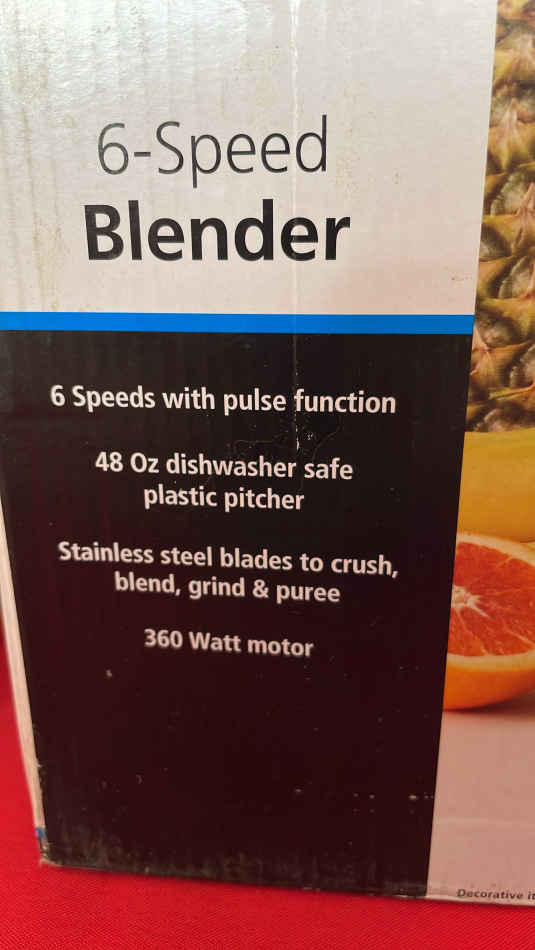 6-Speed
Blender
6 Speeds with pulse function
48 Oz dishwasher safe
plastic pitcher
Stainless steel blades to crush,
blend, grind & puree
360 Watt motor
Decorative it